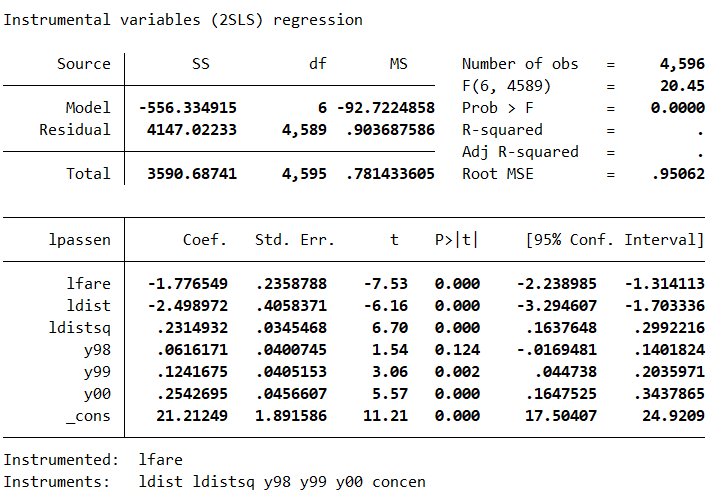 Instrumental variables (2SLS) regression
Source SS df MS Number of obs = 4,596
F(6, 4589) = 20.45
Model -556.334915 6 -92.7224858 Prob > F = 0.0000
Residual 4147.02233 4,589 .903687586 R-squared = .
Adj R-squared = .
Total 3590.68741 4,595 .781433605 Root MSE = .95062
lpassen Coef. Std. Err. t P>|t| [95% Conf. Interval]
lfare -1.776549 .2358788 -7.53 0.000 -2.238985 -1.314113
ldist -2.498972 .4058371 -6.16 0.000 -3.294607 -1.703336
ldistsq .2314932 .0345468 6.70 0.000 .1637648 .2992216
y98 .0616171 .0400745 1.54 0.124 -.0169481 .1401824
y99 .1241675 .0405153 3.06 0.002 .044738 .2035971
y00 .2542695 .0456607 5.57 0.000 .1647525 .3437865
_cons 21.21249 1.891586 11.21 0.000 17.50407 24.9209
Instrumented: lfare
Instruments: ldist ldistsq y98 y99 y00 concen